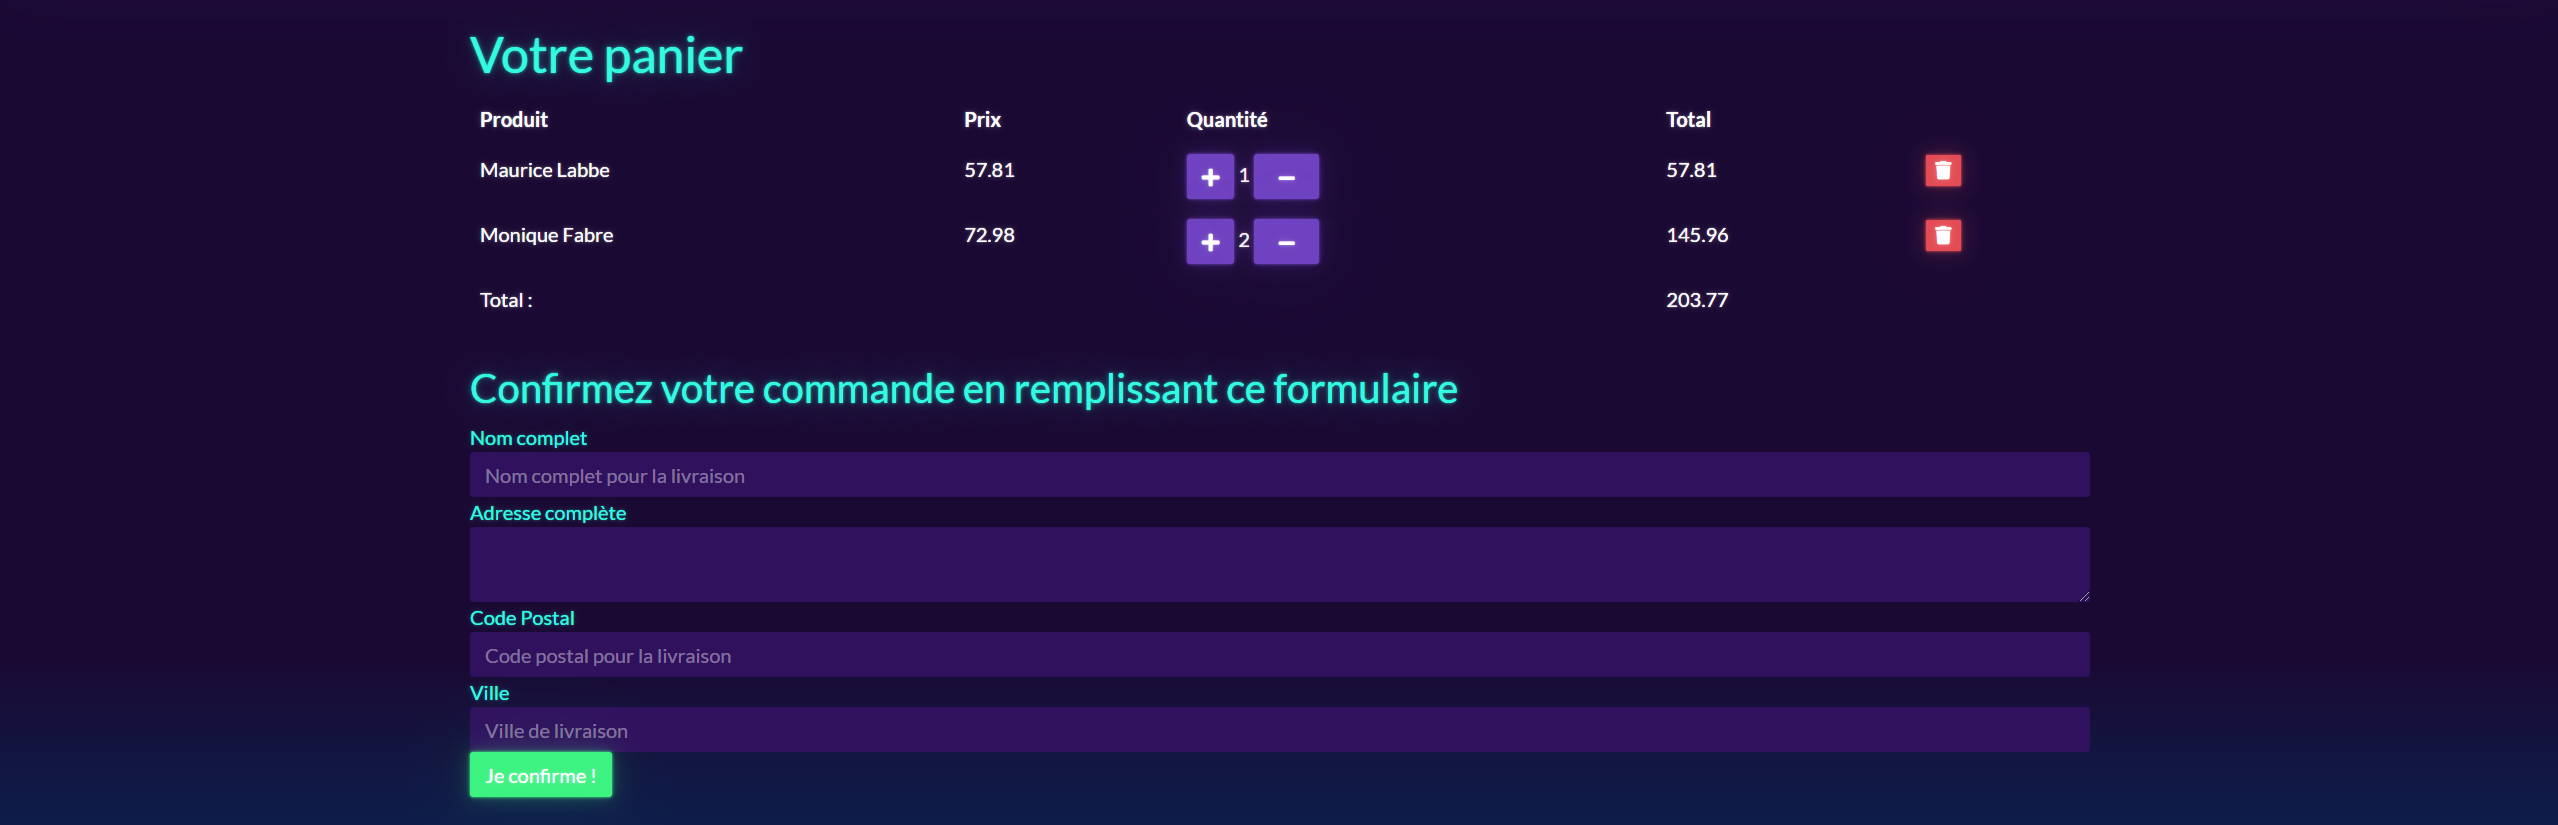 Votre panier
Produit Prix Quantité Total
Maurice Labbe 57.81 + 1 − 57.81
Monique Fabre 72.98 + 2 − 145.96
Total : 203.77
Confirmez votre commande en remplissant ce formulaire
Nom complet
Nom complet pour la livraison
Adresse complète
Code Postal
Code postal pour la livraison
Ville
Ville de livraison
Je confirme !